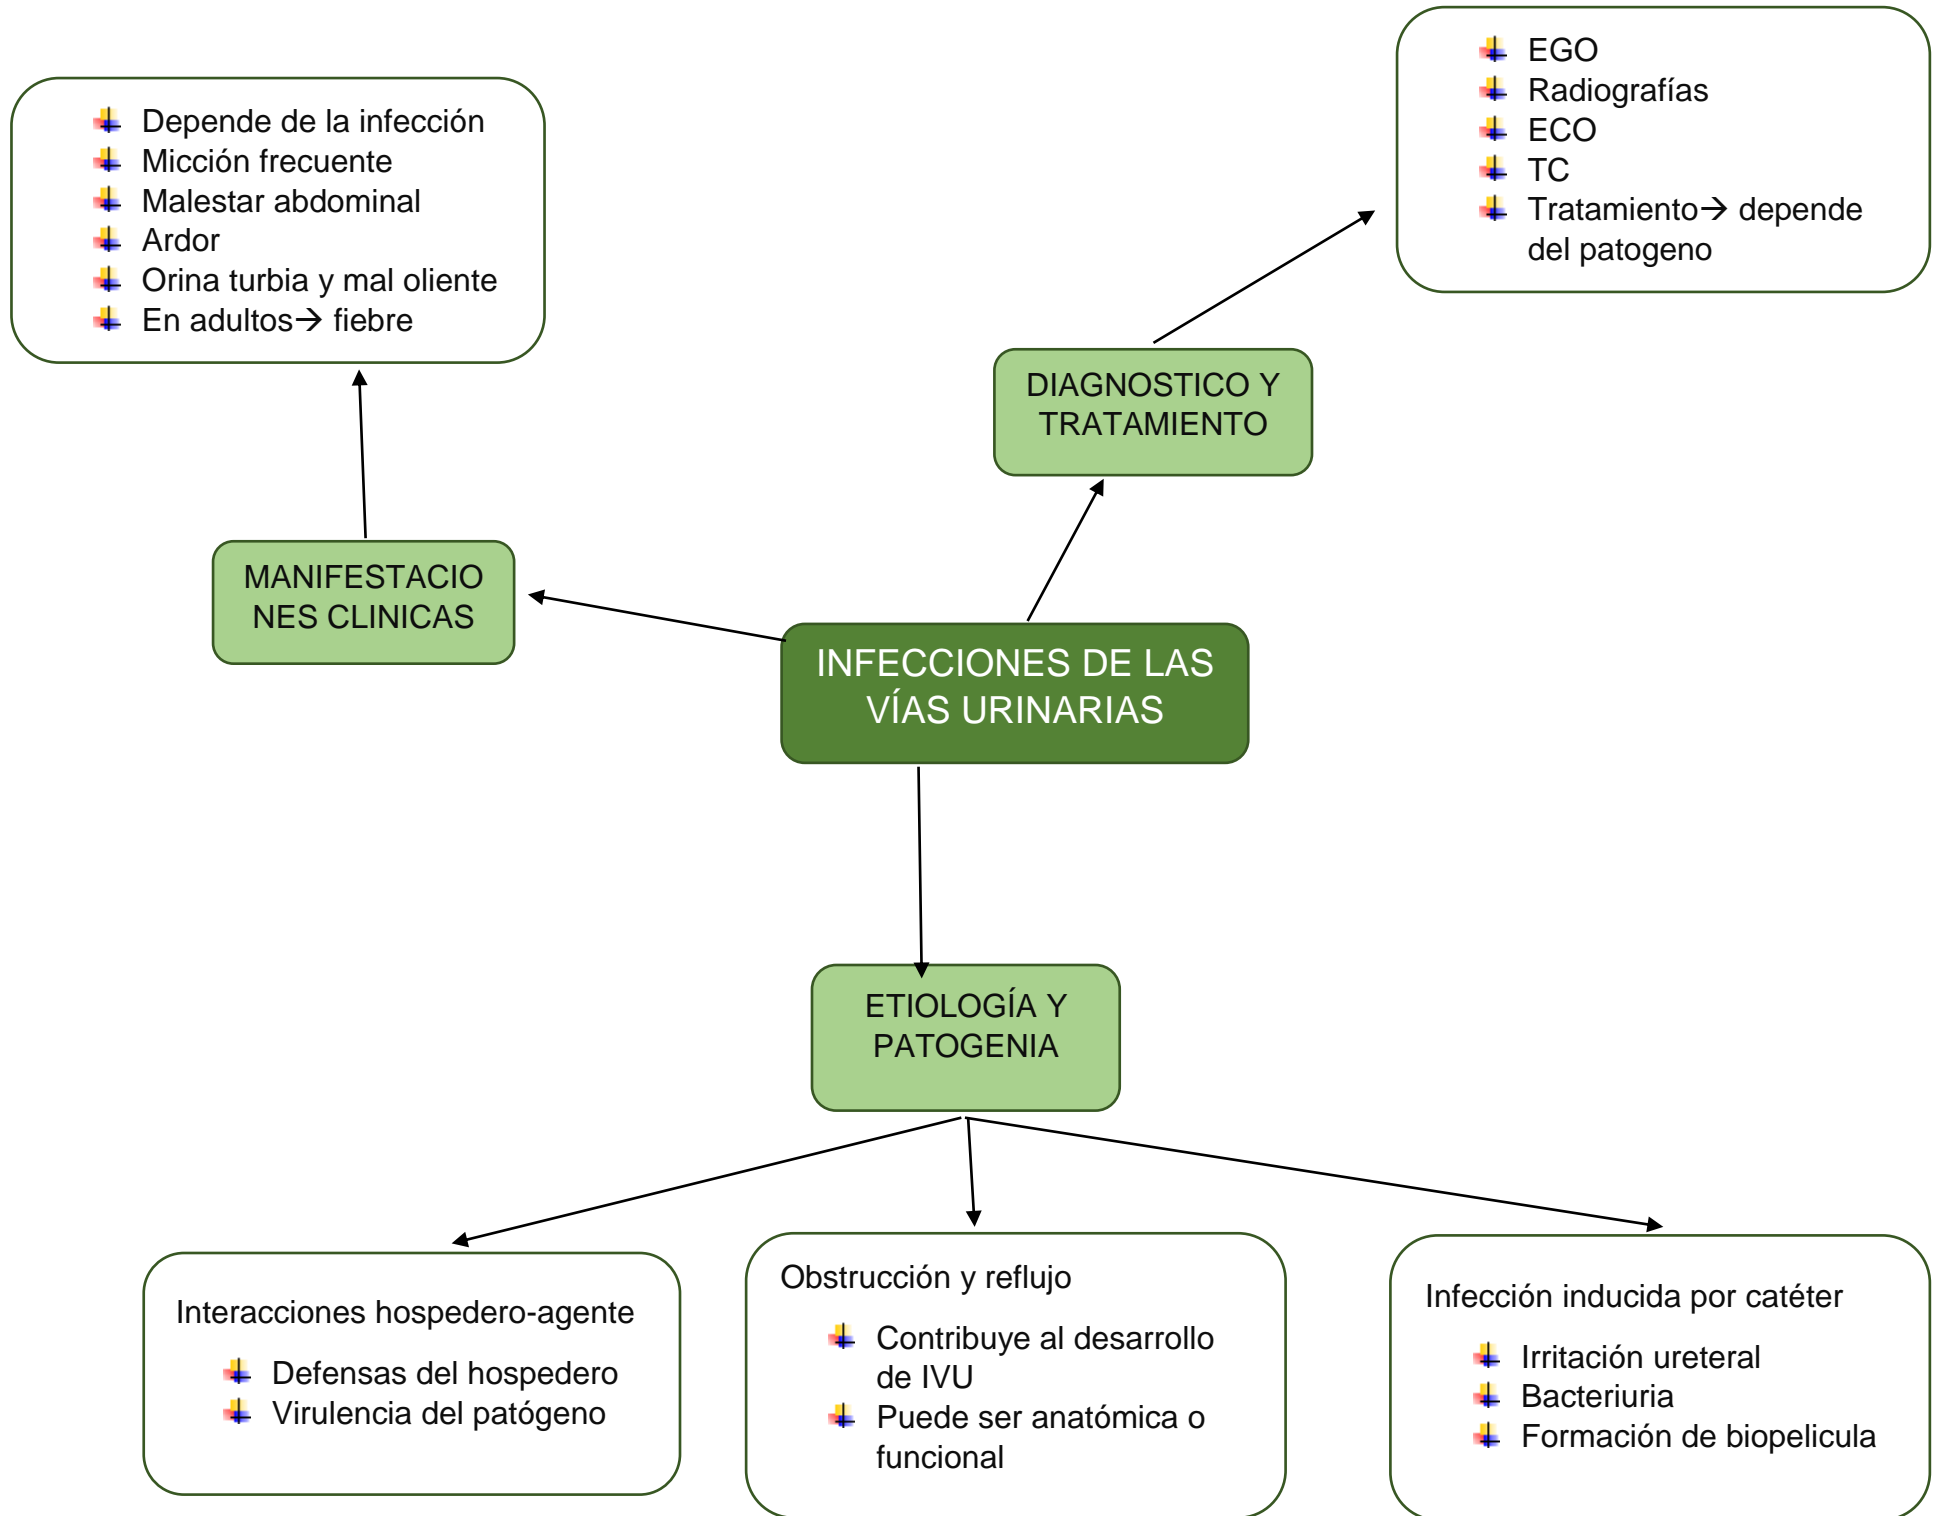 EGO
Radiografías
ECO
TC
Tratamiento→ depende
del patogeno
Depende de la infección
Micción frecuente
Malestar abdominal
Ardor
Orina turbia y mal oliente
En adultos→ fiebre
DIAGNOSTICO Y
TRATAMIENTO
MANIFESTACIO
NES CLINICAS
INFECCIONES DE LAS
VÍAS URINARIAS
ETIOLOGÍA Y
PATOGENIA
Interacciones hospedero-agente
Defensas del hospedero
Virulencia del patógeno
Obstrucción y reflujo
Contribuye al desarrollo
de IVU
Puede ser anatómica o
funcional
Infección inducida por catéter
Irritación ureteral
Bacteriuria
Formación de biopelicula